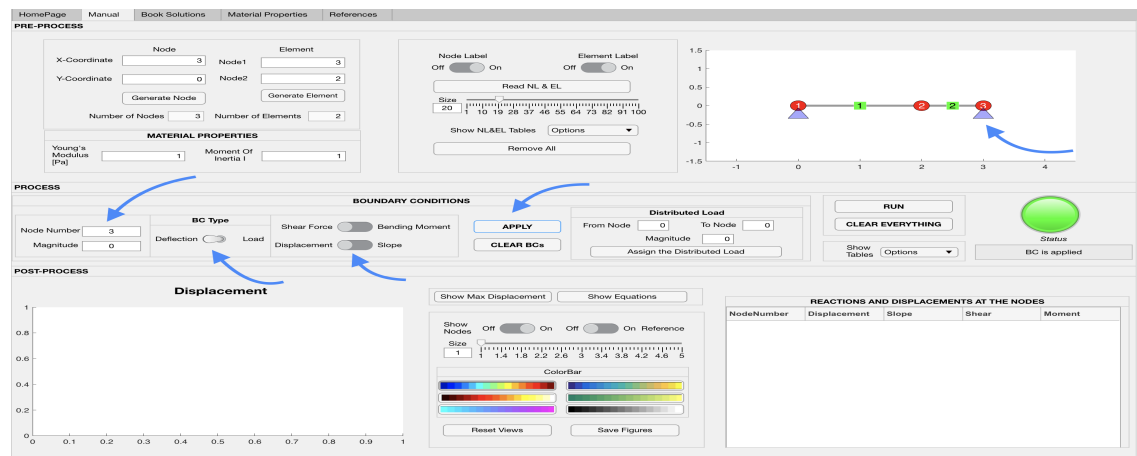 HomePage Manual Book Solutions Material Properties References
PRE-PROCESS
Node Element
X-Coordinate 3 Node1 3
Y-Coordinate 0 Node2 2
Generate Node Generate Element
Number of Nodes 3 Number of Elements 2
MATERIAL PROPERTIES
Young's
Modulus
[Pa] 1
Moment Of
Inertia I 1
Node Label Element Label
Off On Off On
Read NL & EL
Size
20 1 10 19 28 37 46 55 64 73 82 91 100
Show NL&EL Tables Options
Remove All
1.5
1
0.5
0
-0.5
-1
-1.5
1 1 2 2 3
-1 0 1 2 3 4
PROCESS
BOUNDARY CONDITIONS
Node Number 3
Magnitude 0
BC Type
Deflection Load
Shear Force Bending Moment
Displacement Slope
APPLY
CLEAR BCs
Distributed Load
From Node 0 To Node 0
Magnitude 0
Assign the Distributed Load
RUN
CLEAR EVERYTHING
Show
Tables Options
Status
BC is applied
POST-PROCESS
Displacement
1
0.8
0.6
0.4
0.2
0
0 0.1 0.2 0.3 0.4 0.5 0.6 0.7 0.8 0.9 1
Show Max Displacement Show Equations
Show
Nodes Off On Off On Reference
Size
1 1 1.4 1.8 2.2 2.6 3 3.4 3.8 4.2 4.6 5
ColorBar
Reset Views Save Figures
REACTIONS AND DISPLACEMENTS AT THE NODES
NodeNumber Displacement Slope Shear Moment